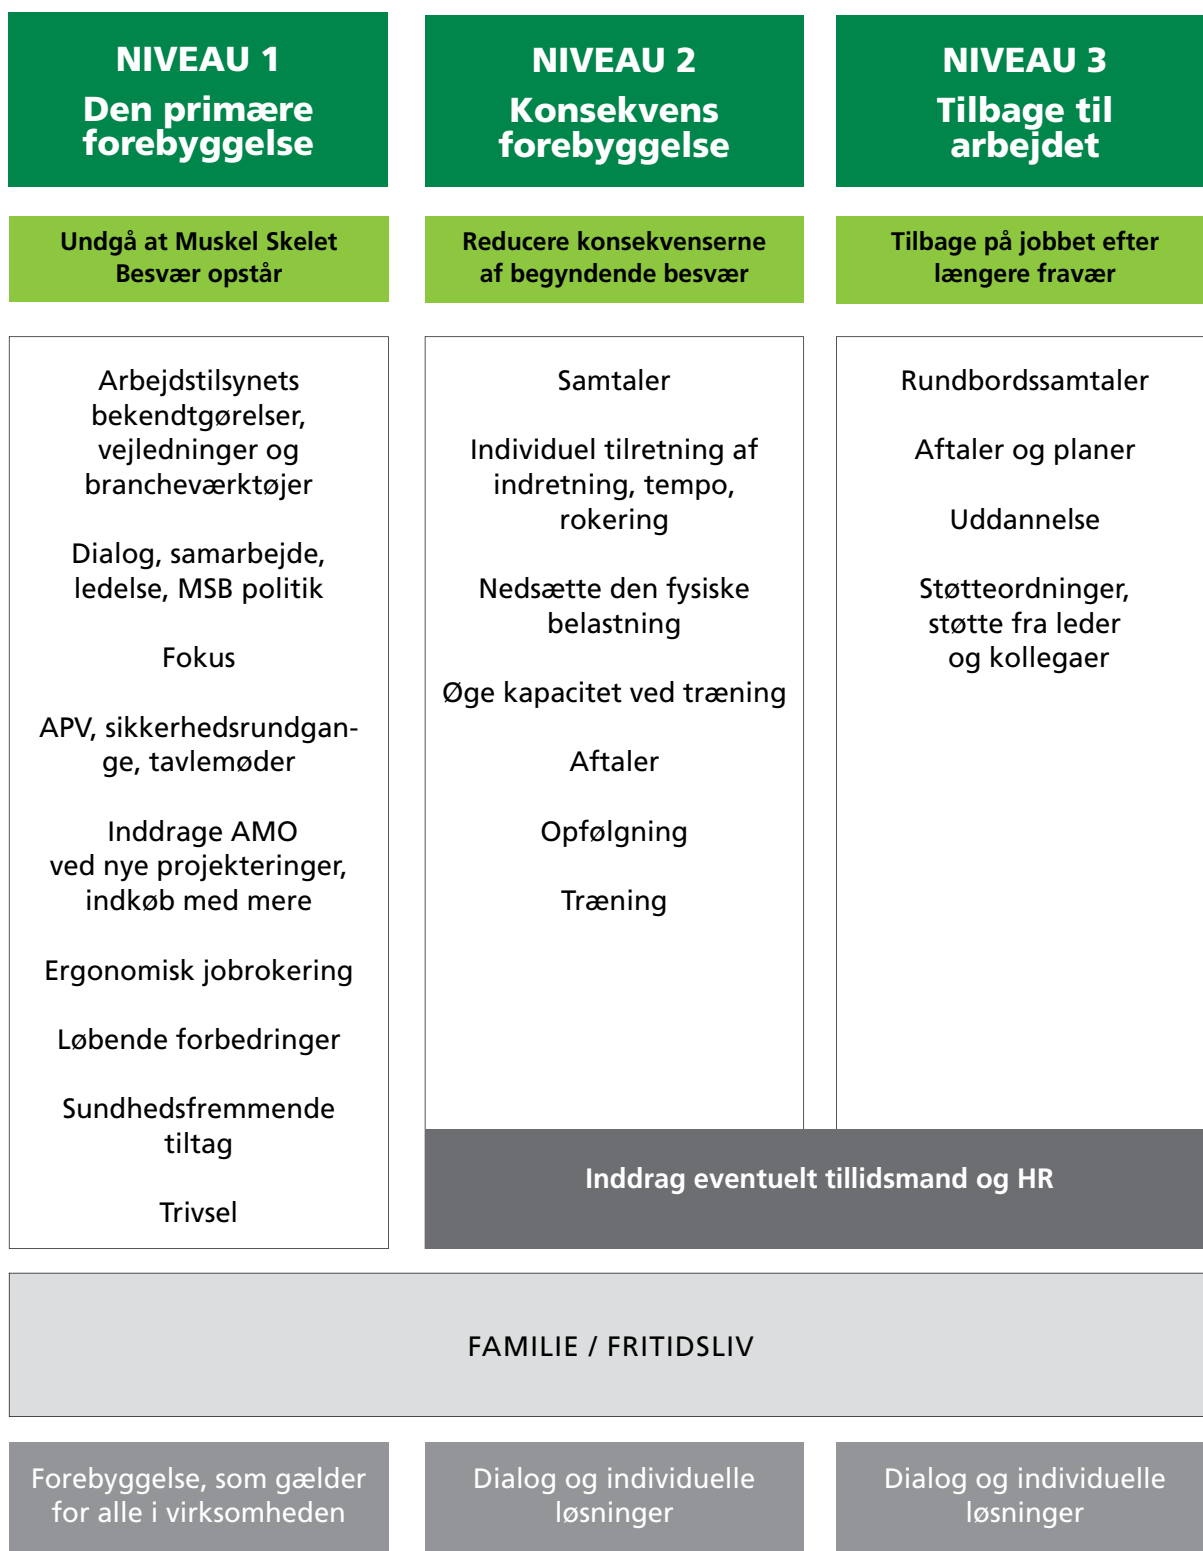 NIVEAU 1
Den primære
forebyggelse
Undgå at Muskel Skelet
Besvær opstår
Arbejdstilsynets
bekendtgørelser,
vejledninger og
brancheværktøjer
Dialog, samarbejde,
ledelse, MSB politik
Fokus
APV, sikkerhedsrundgan-
ge, tavlemøder
Inddrage AMO
ved nye projekteringer,
indkøb med mere
Ergonomisk jobrokering
Løbende forbedringer
Sundhedsfremmende
tiltag
Trivsel
NIVEAU 2
Konsekvens
forebyggelse
Reducere konsekvenserne
af begyndende besvær
Samtaler
Individuel tilretning af
indretning, tempo,
rokering
Nedsætte den fysiske
belastning
Øge kapacitet ved træning
Aftaler
Opfølgning
Træning
NIVEAU 3
Tilbage til
arbejdet
Tilbage på jobbet efter
længere fravær
Rundbordssamtaler
Aftaler og planer
Uddannelse
Støtteordninger,
støtte fra leder
og kollegaer
Inddrag eventuelt tillidsmand og HR
FAMILIE / FRITIDSLIV
Forebyggelse, som gælder
for alle i virksomheden
Dialog og individuelle
løsninger
Dialog og individuelle
løsninger